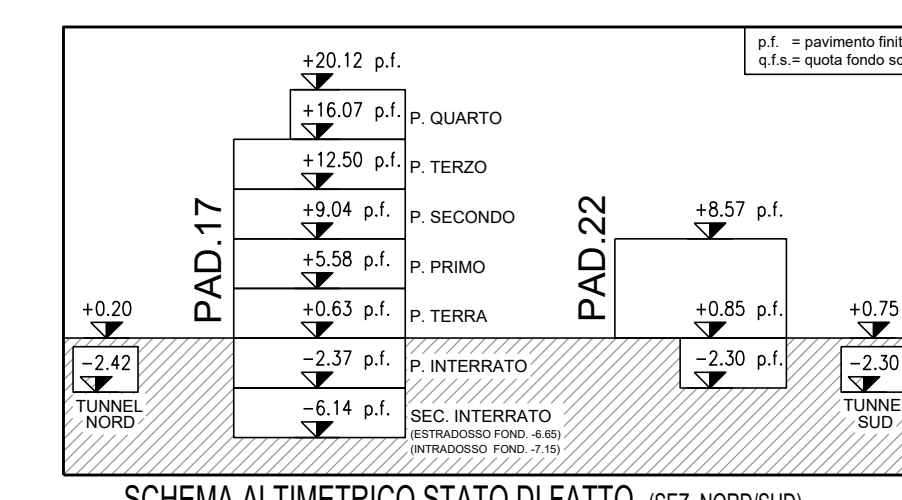 p.f. = pavimento finit
q.f.s.= quota fondo sc
+20.12 p.f.
+16.07 p.f.
P. QUARTO
+12.50 p.f.
P. TERZO
+9.04 p.f.
P. SECONDO
+5.58 p.f.
P. PRIMO
+0.63 p.f.
P. TERRA
-2.37 p.f.
P. INTERRATO
-6.14 p.f.
SEC. INTERRATO
(ESTRADOSSO FOND. -6.65)
(INTRADOSSO FOND. -7.15)
PAD.17
+0.20
-2.42
TUNNEL
NORD
PAD.22
+8.57 p.f.
+0.85 p.f.
-2.30 p.f.
+0.75
-2.30
TUNNE
SUD
SCHEMA ALTIMETRICO STATO DI FATTO (SEZ. NORD/SUD)